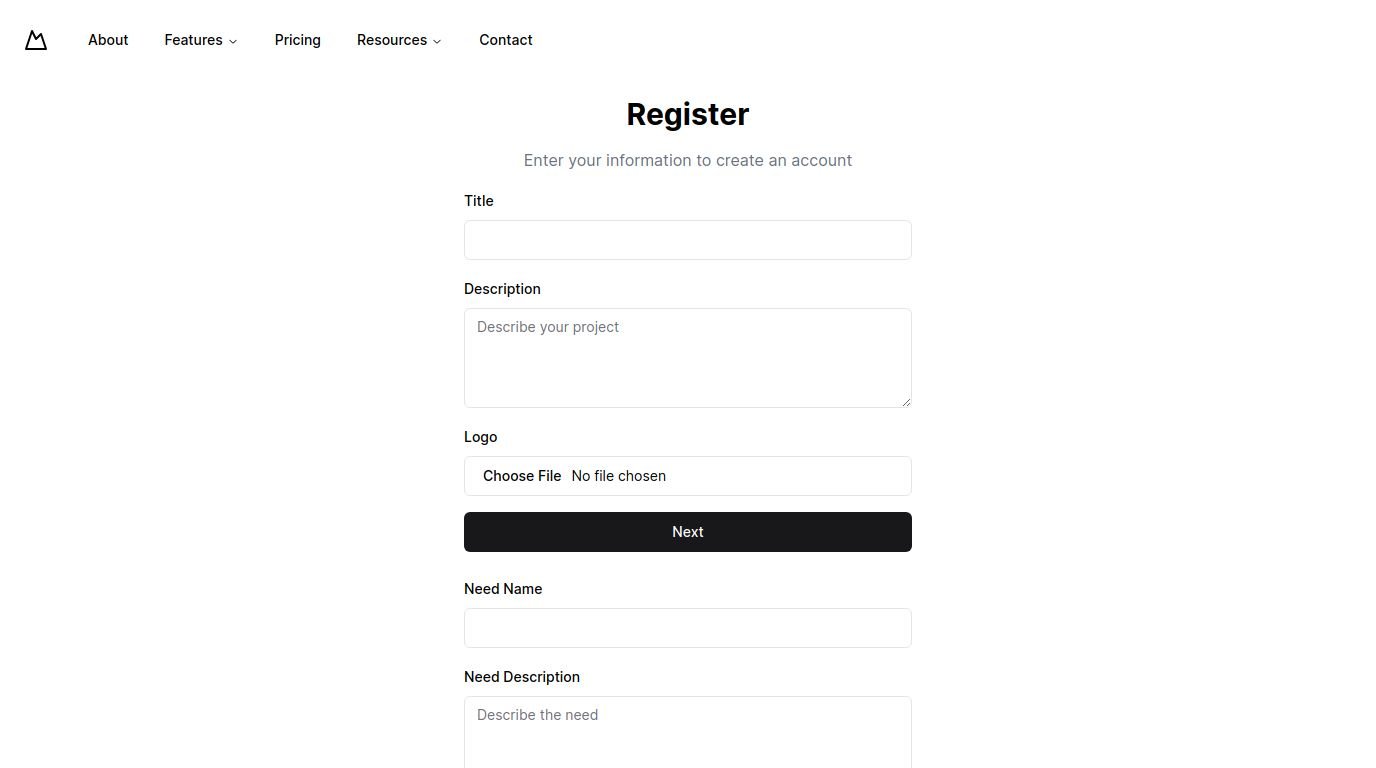 About Features Pricing Resources Contact
Register
Enter your information to create an account
Title
Description
Describe your project
Logo
Choose File No file chosen
Next
Need Name
Need Description
Describe the need